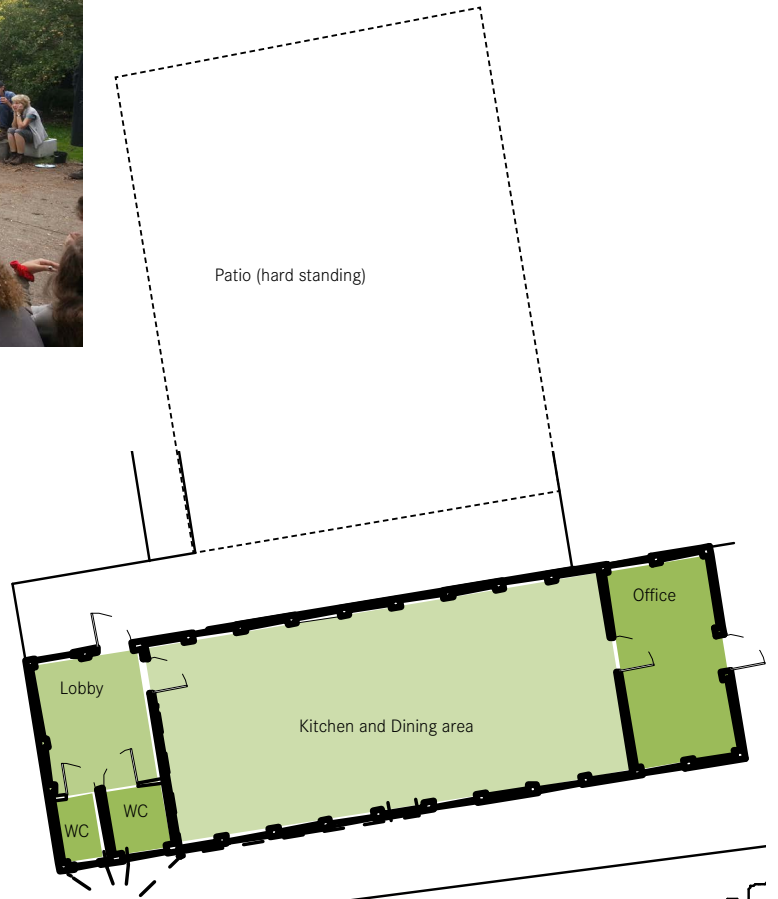 Patio (hard standing)
Office
Lobby
Kitchen and Dining area
WC
WC